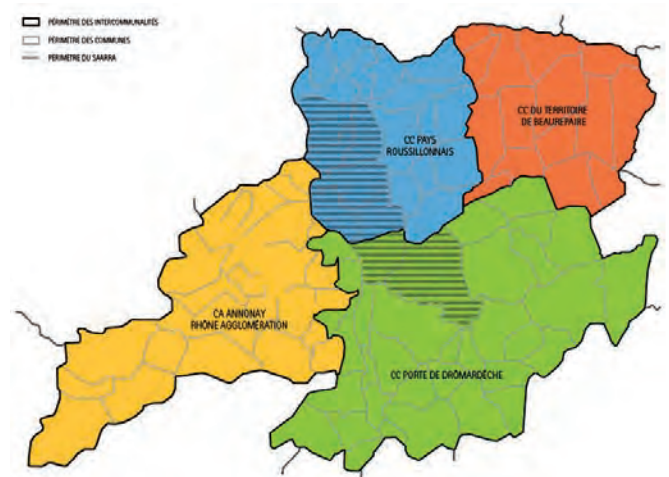 PÉRIMÈTRE DES INTERCOMMUNALITÉS
PÉRIMÈTRE DES COMMUNES
PÉRIMÈTRE DU SAARRA
CC PAYS
ROUSSILLONNAIS
CC DU TERRITOIRE
DE BEAUREPAIRE
CA ANNONAY
RHÔNE AGGLOMÉRATION
CC PORTE DE DRÔMARDÈCHE